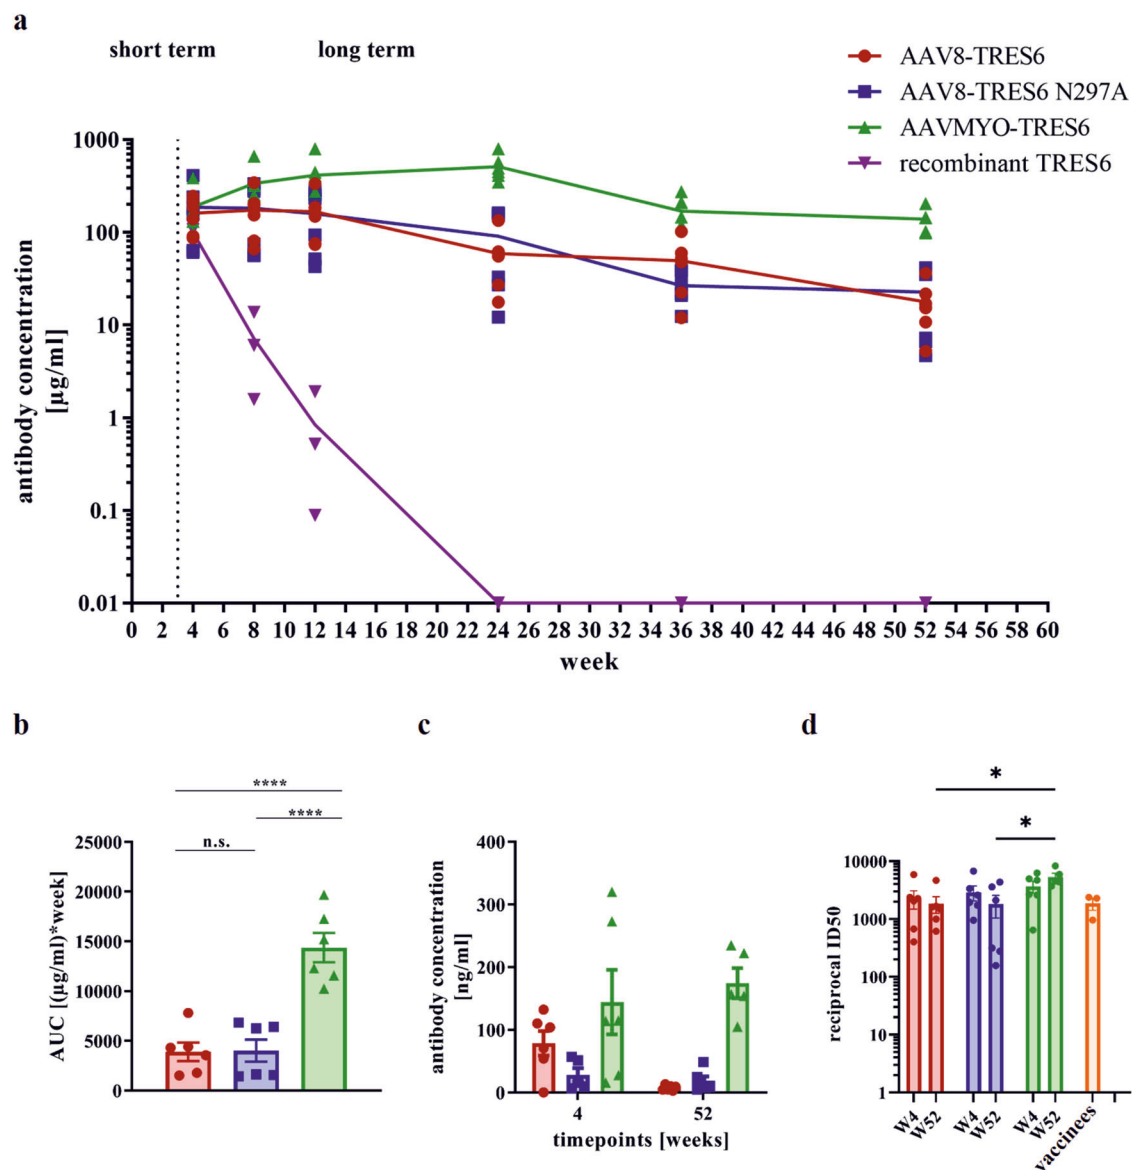 a
short term
long term
AAV8-TRES6
AAV8-TRES6 N297A
AAVMYO-TRES6
recombinant TRES6
antibody concentration
[µg/ml]
1000
100
10
1
0.1
0.01
0 2 4 6 8 10 12 14 16 18 20 22 24 26 28 30 32 34 36 38 40 42 44 46 48 50 52 54 56 58 60
week
b
AUC [(µg/ml)*week]
25000
20000
15000
10000
5000
0
****
****
n.s.
c
antibody concentration
[ng/ml]
400
300
200
100
0
4 52
timepoints [weeks]
d
*
*
reciprocal ID50
10000
1000
100
10
1
W4
W52
W4
W52
W4
W52
vaccinees